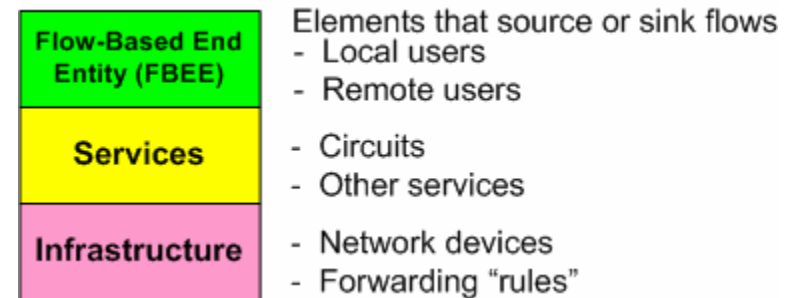 Flow-Based End
Entity (FBEE)
Elements that source or sink flows
- Local users
- Remote users
Services
- Circuits
- Other services
Infrastructure
- Network devices
- Forwarding “rules”